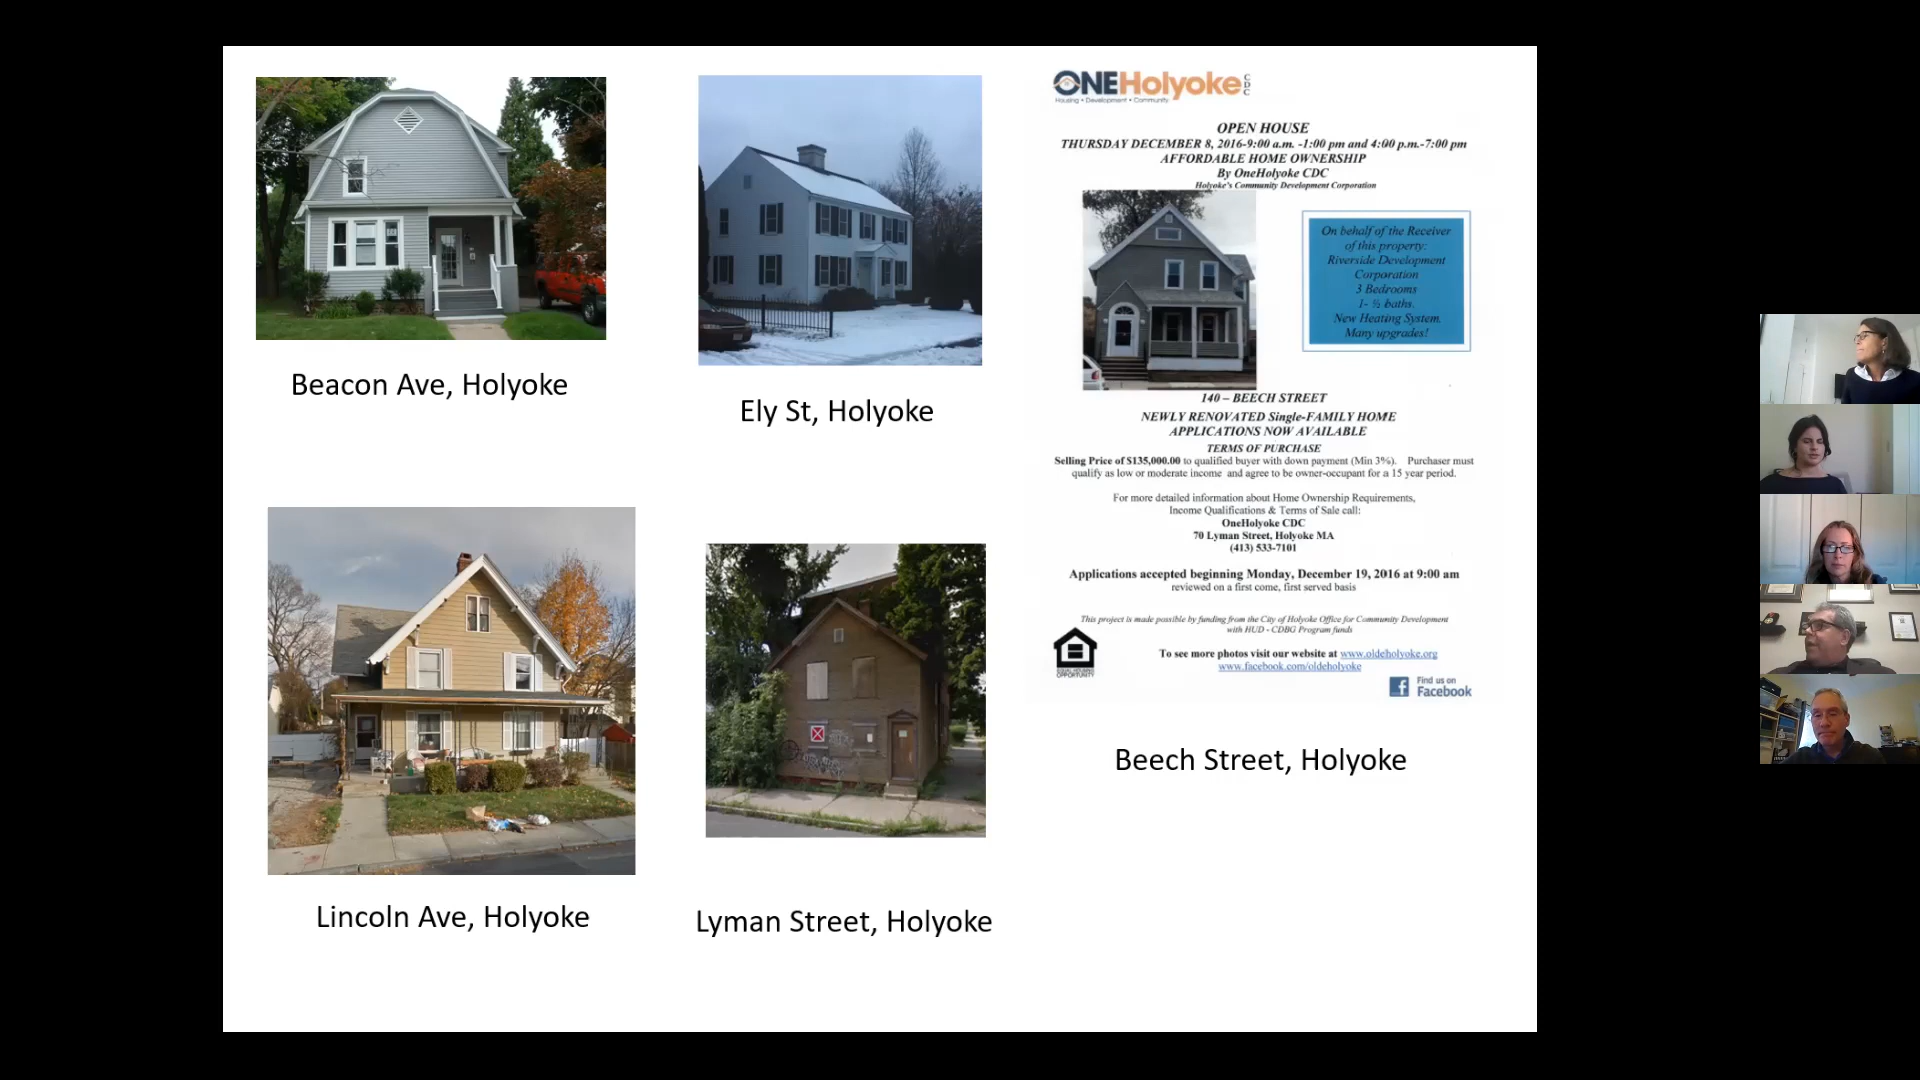 Beacon Ave, Holyoke
Ely St, Holyoke
ONEHolyoke CDC
Housing • Development • Community
OPEN HOUSE
THURSDAY DECEMBER 8, 2016-9:00 a.m. -1:00 pm and 4:00 p.m.-7:00 pm
AFFORDABLE HOME OWNERSHIP
By OneHolyoke CDC
Holyoke's Community Development Corporation
On behalf of the Receiver
of this property:
Riverside Development
Corporation
3 Bedrooms
1- ½ baths.
New Heating System.
Many upgrades!
140 – BEECH STREET
NEWLY RENOVATED Single-FAMILY HOME
APPLICATIONS NOW AVAILABLE
TERMS OF PURCHASE
Selling Price of $135,000.00 to qualified buyer with down payment (Min 3%). Purchaser must
qualify as low or moderate income and agree to be owner-occupant for a 15 year period.
For more detailed information about Home Ownership Requirements,
Income Qualifications & Terms of Sale call:
OneHolyoke CDC
70 Lyman Street, Holyoke MA
(413) 533-7101
Applications accepted beginning Monday, December 19, 2016 at 9:00 am
reviewed on a first come, first served basis
This project is made possible by funding from the City of Holyoke Office for Community Development
with HUD - CDBG Program funds
EQUAL HOUSING
OPPORTUNITY
To see more photos visit our website at www.oldeholyoke.org
www.facebook.com/oldeholyoke
Find us on
Facebook
Beech Street, Holyoke
Lincoln Ave, Holyoke
Lyman Street, Holyoke